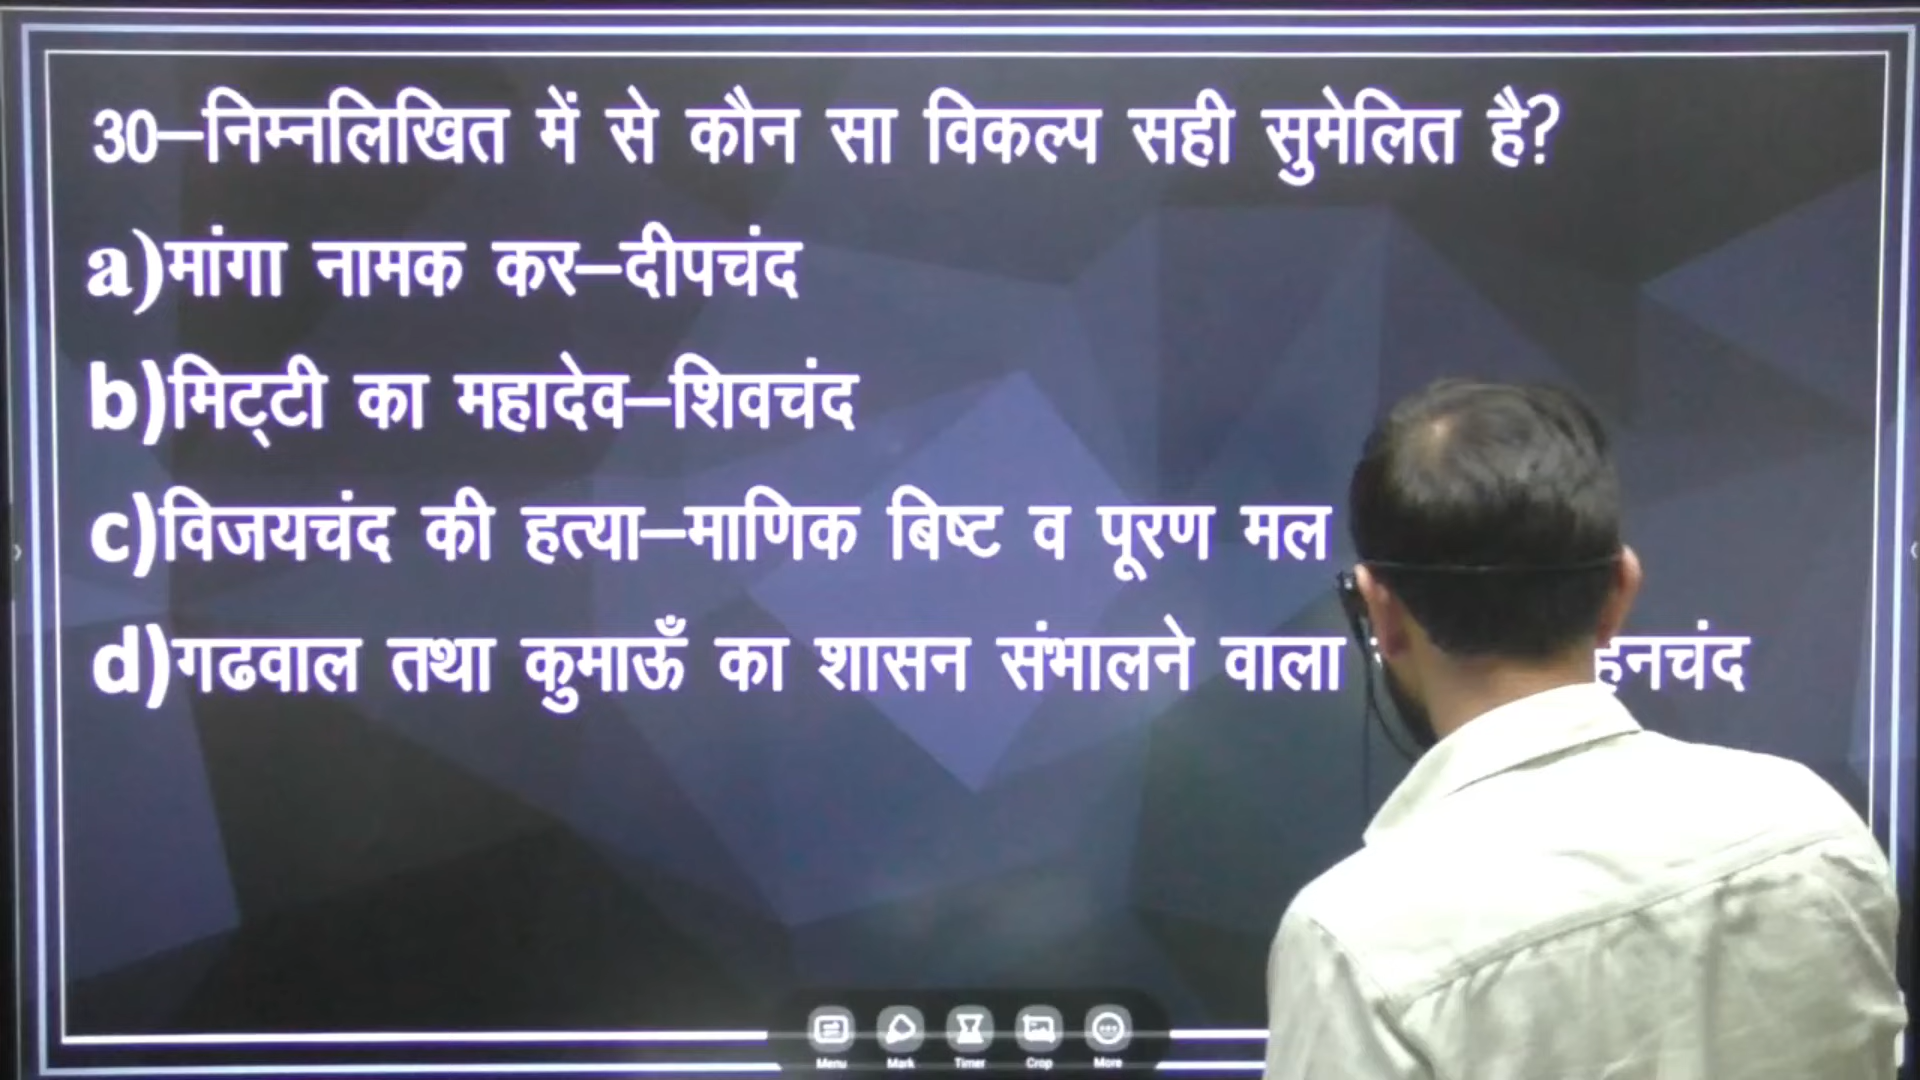 30–निम्नलिखित में से कौन सा विकल्प सही सुमेलित है?
a)मांगा नामक कर–दीपचंद
b)मिट्टी का महादेव–शिवचंद
c)विजयचंद की हत्या–माणिक बिष्ट व पूरण मल
d)गढवाल तथा कुमाऊँ का शासन संभालने वाला
Menu Mark Timer Crop More